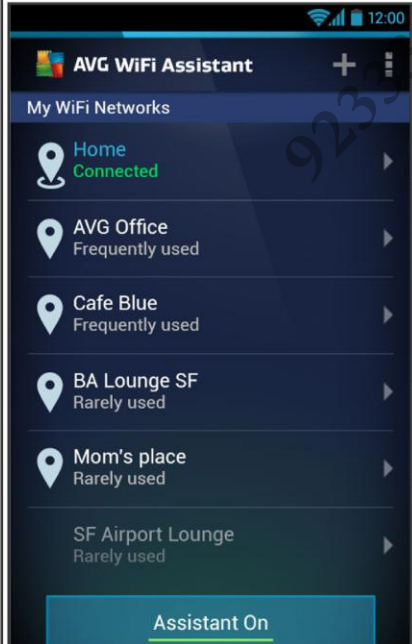 12:00
AVG WiFi Assistant
My WiFi Networks
Home
Connected
AVG Office
Frequently used
Cafe Blue
Frequently used
BA Lounge SF
Rarely used
Mom's place
Rarely used
SF Airport Lounge
Rarely used
Assistant On